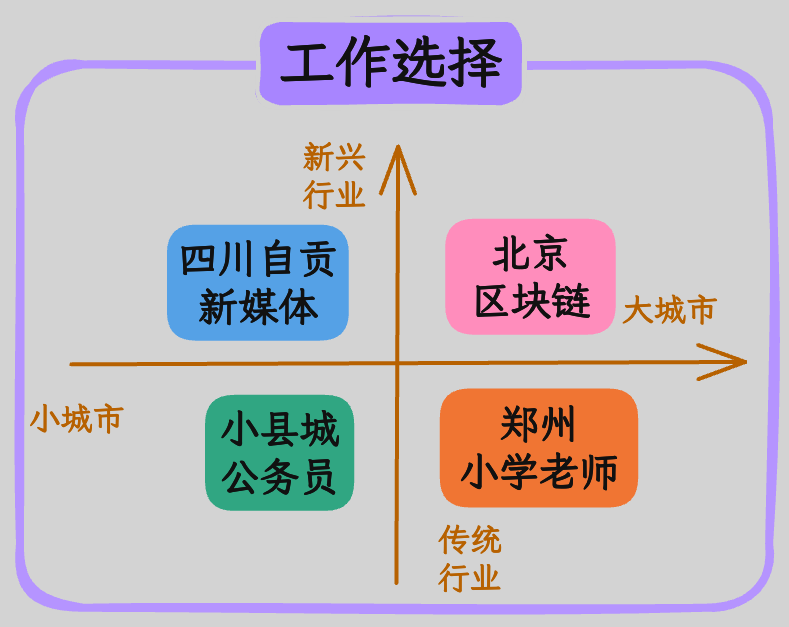 工作选择
新兴
行业
四川自贡
新媒体
北京
区块链
大城市
小城市
小县城
公务员
郑州
小学老师
传统
行业